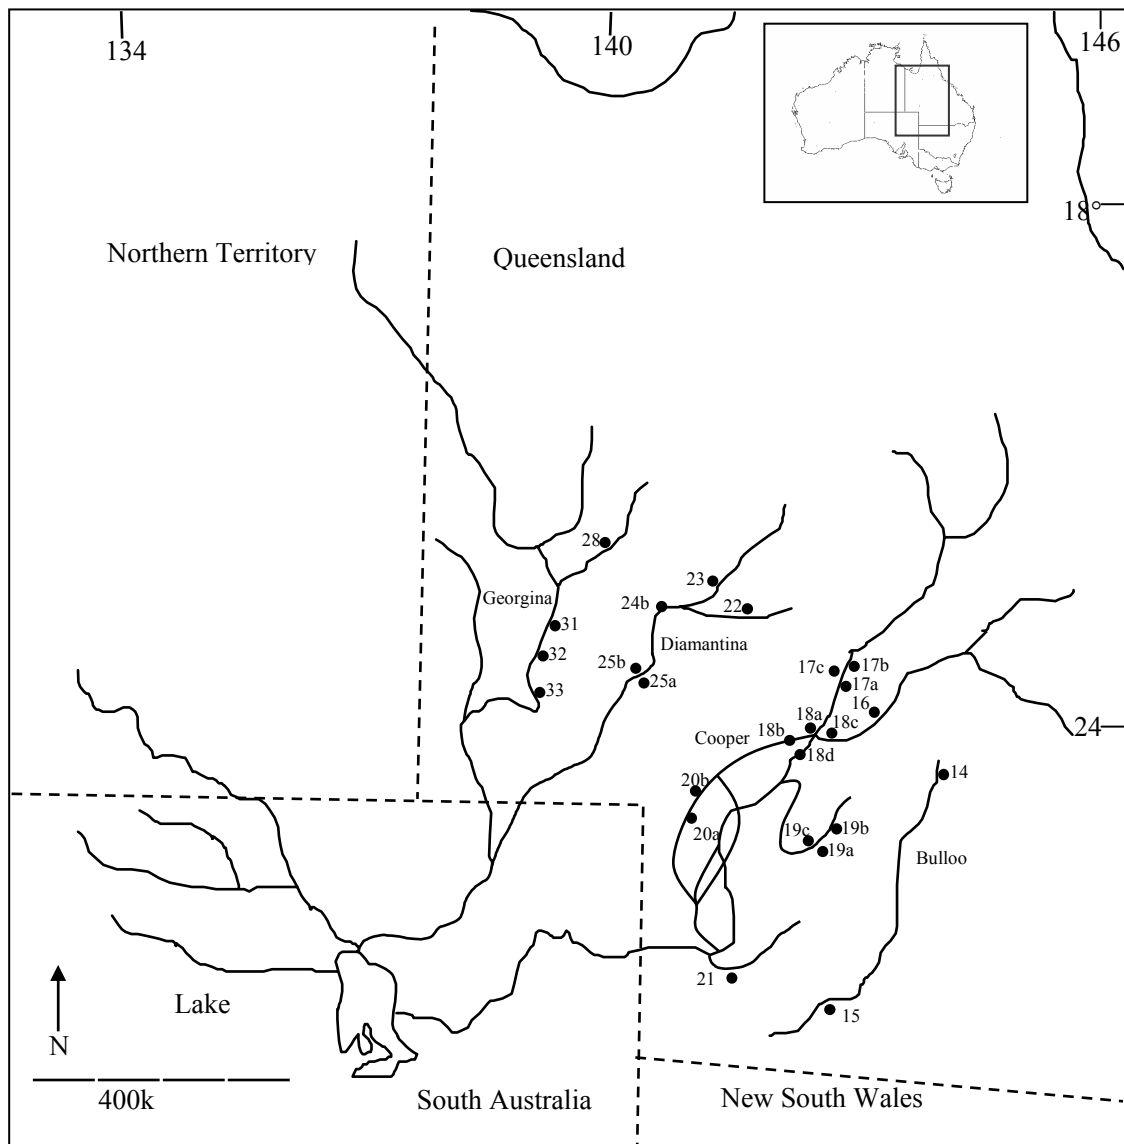 134
140
146
18°
Northern Territory
Queensland
28
23
Georgina
24b
22
31
Diamantina
32
25b
17c
17b
25a
17a
33
16
18a
18c
24
Cooper
18b
18d
14
20b
20a
19c
19b
19a
Bulloo
21
Lake
15
N
400k
South Australia
New South Wales